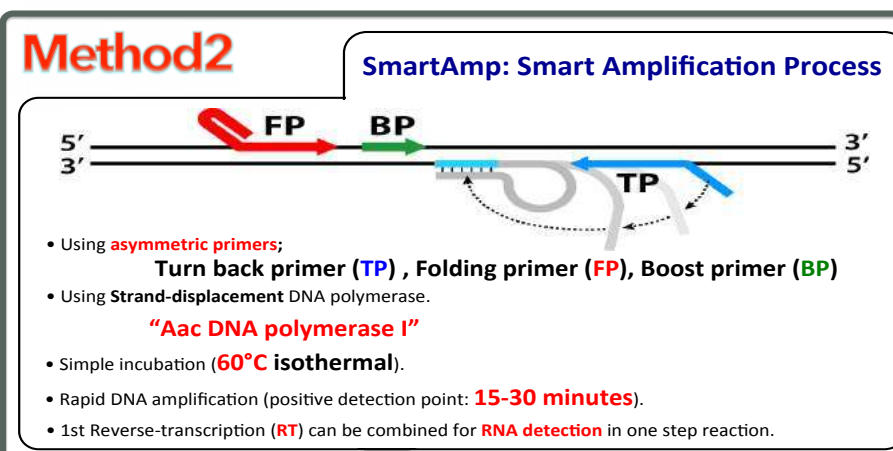 Method2
SmartAmp: Smart Amplification Process
FP BP
5′ 3′
3′ 5′
TP
• Using asymmetric primers;
Turn back primer (TP) , Folding primer (FP), Boost primer (BP)
• Using Strand-displacement DNA polymerase.
“Aac DNA polymerase I”
• Simple incubation (60°C isothermal).
• Rapid DNA amplification (positive detection point: 15-30 minutes).
• 1st Reverse-transcription (RT) can be combined for RNA detection in one step reaction.